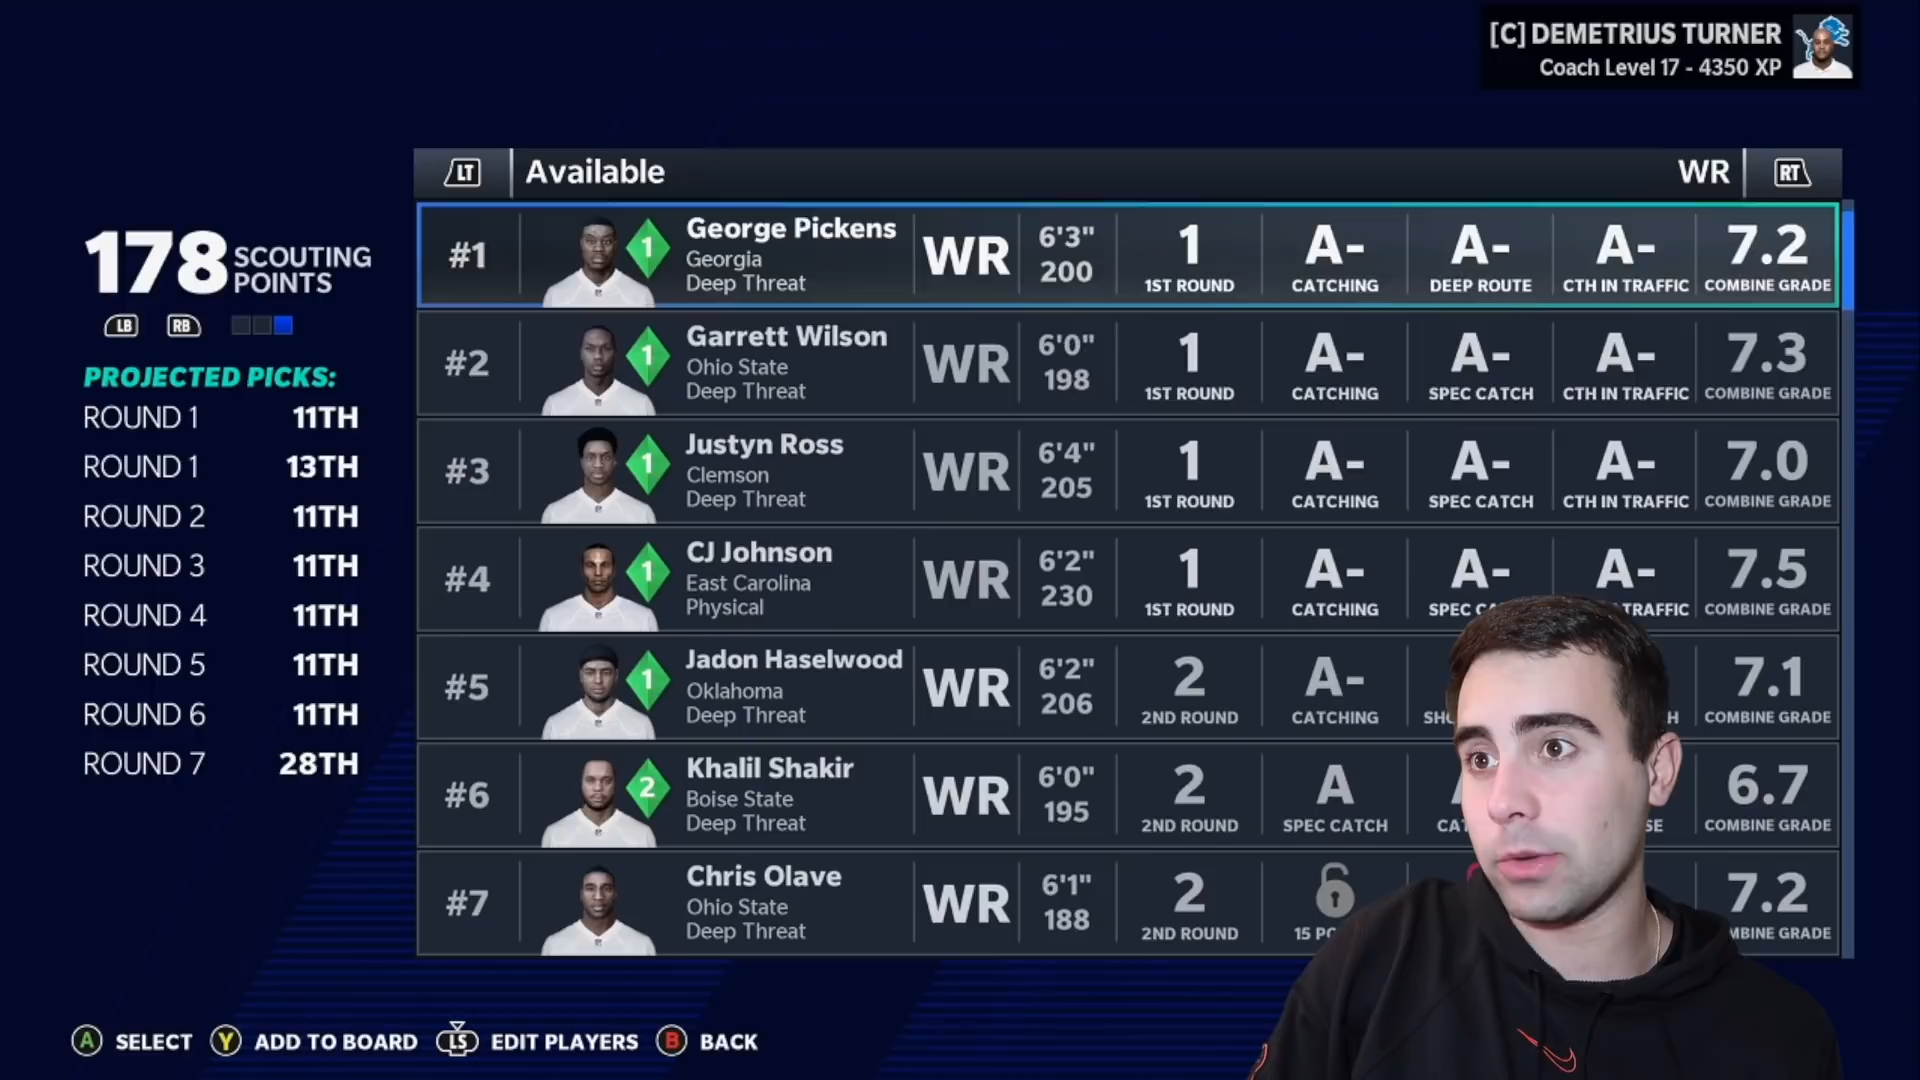 [C] DEMETRIUS TURNER
Coach Level 17 - 4350 XP
LT Available WR RT
178 SCOUTING POINTS
LB RB
PROJECTED PICKS:
ROUND 1 11TH
ROUND 1 13TH
ROUND 2 11TH
ROUND 3 11TH
ROUND 4 11TH
ROUND 5 11TH
ROUND 6 11TH
ROUND 7 28TH
#1 1 George Pickens WR 6'3" 1 A- A- A- 7.2
Georgia 200 1ST ROUND CATCHING DEEP ROUTE CTH IN TRAFFIC COMBINE GRADE
Deep Threat
#2 1 Garrett Wilson WR 6'0" 1 A- A- A- 7.3
Ohio State 198 1ST ROUND CATCHING SPEC CATCH CTH IN TRAFFIC COMBINE GRADE
Deep Threat
#3 1 Justyn Ross WR 6'4" 1 A- A- A- 7.0
Clemson 205 1ST ROUND CATCHING SPEC CATCH CTH IN TRAFFIC COMBINE GRADE
Deep Threat
#4 1 CJ Johnson WR 6'2" 1 A- A- A- 7.5
East Carolina 230 1ST ROUND CATCHING SPEC TRAFFIC COMBINE GRADE
Physical
#5 1 Jadon Haselwood WR 6'2" 2 A- 7.1
Oklahoma 206 2ND ROUND CATCHING COMBINE GRADE
Deep Threat
#6 2 Khalil Shakir WR 6'0" 2 A 6.7
Boise State 195 2ND ROUND SPEC CATCH COMBINE GRADE
Deep Threat
#7 Chris Olave WR 6'1" 2 7.2
Ohio State 188 2ND ROUND 15 GRADE
Deep Threat
A SELECT Y ADD TO BOARD LS EDIT PLAYERS B BACK